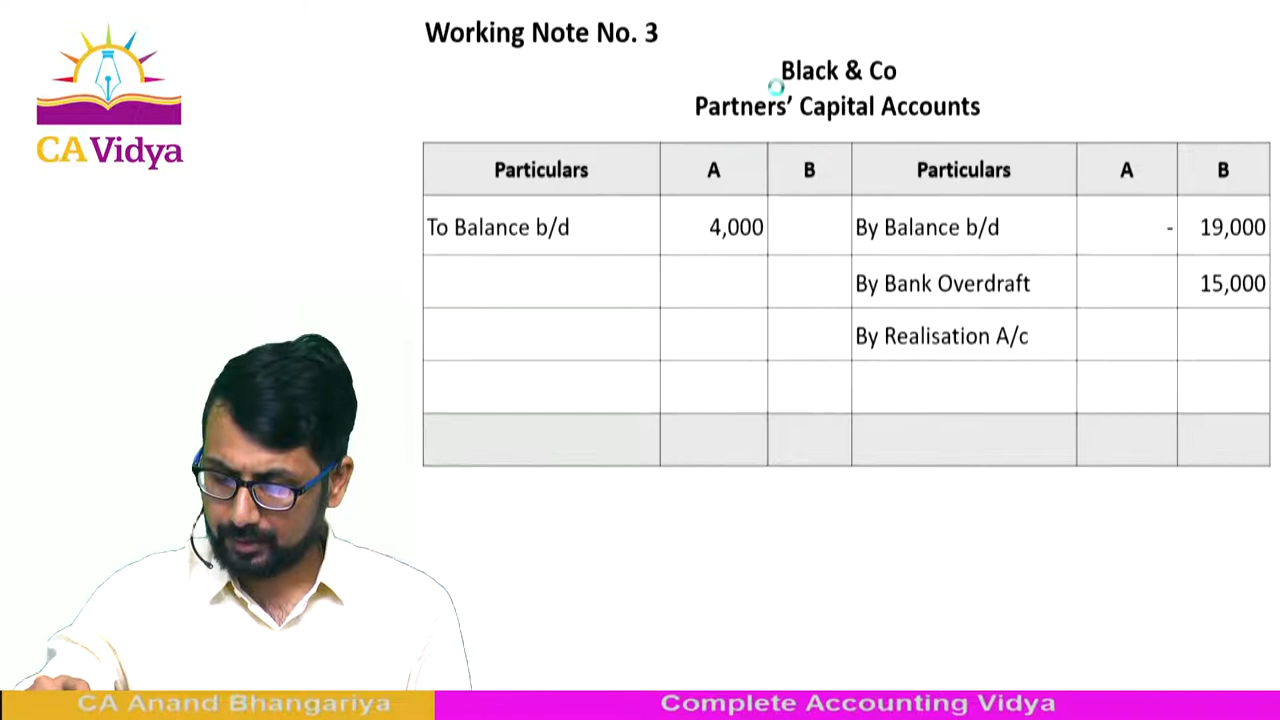 CA Vidya
Working Note No. 3
Black & Co
Partners’ Capital Accounts
Particulars A B Particulars A B
To Balance b/d 4,000 By Balance b/d - 19,000
By Bank Overdraft 15,000
By Realisation A/c
CA Anand Bhangariya Complete Accounting Vidya